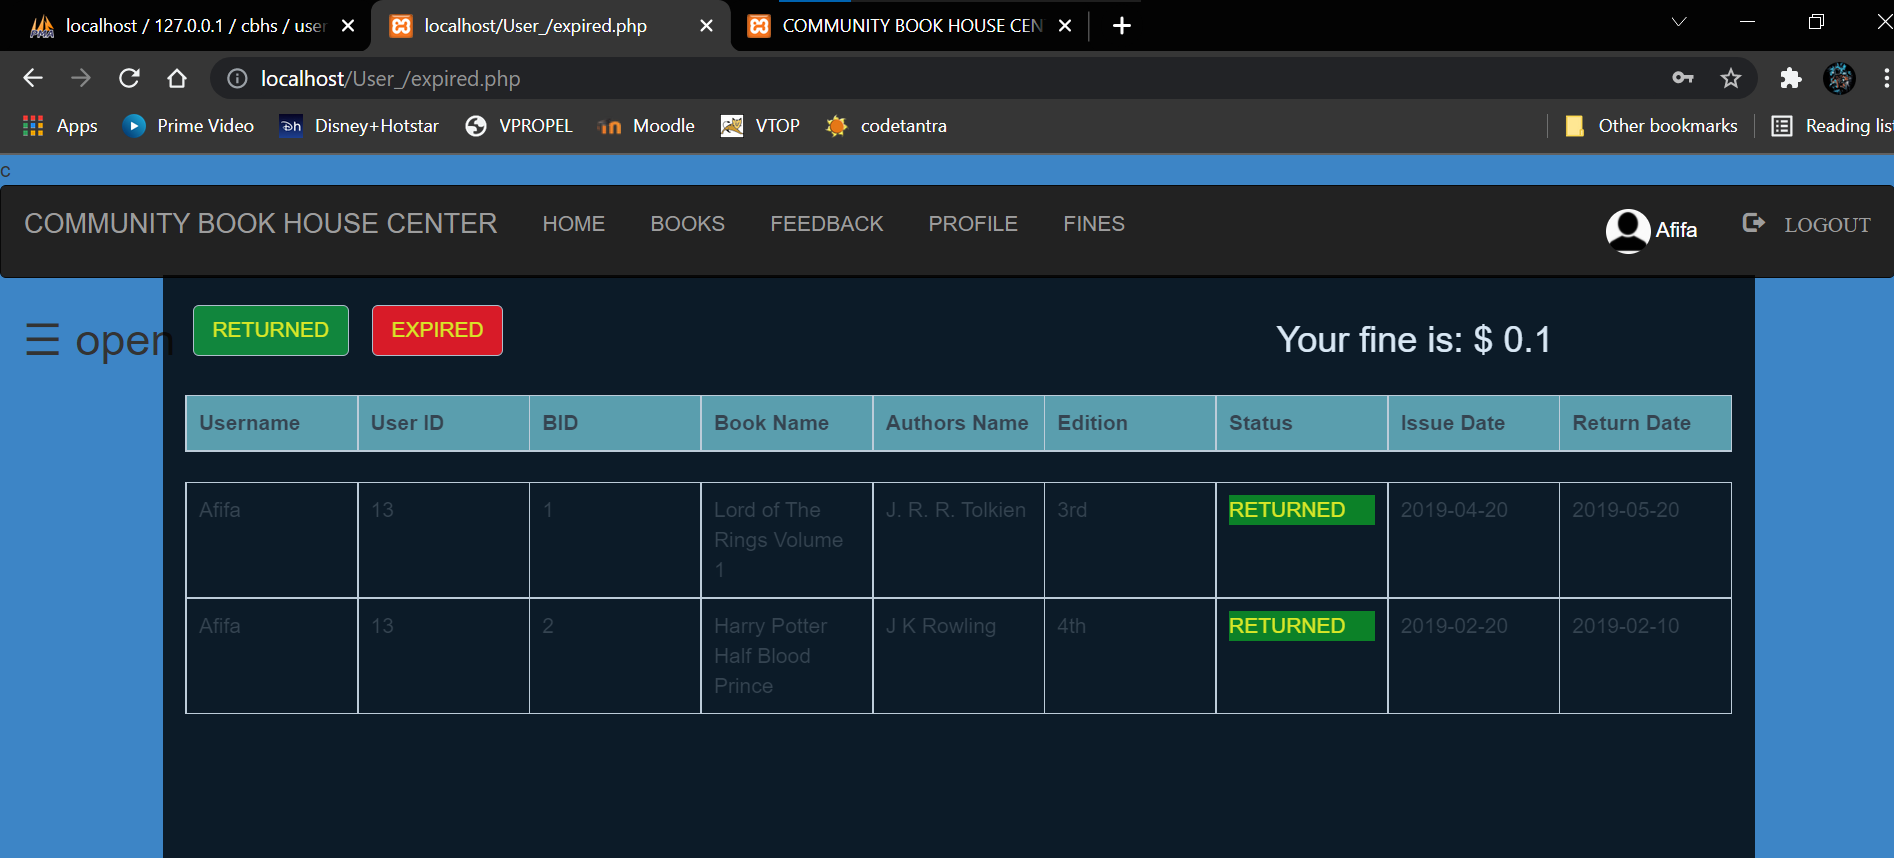 localhost / 127.0.0.1 / cbhs / user
localhost/User_/expired.php
COMMUNITY BOOK HOUSE CEN
localhost/User_/expired.php
Apps Prime Video Disney+Hotstar VPROPEL Moodle VTOP codetantra Other bookmarks Reading list
c
COMMUNITY BOOK HOUSE CENTER HOME BOOKS FEEDBACK PROFILE FINES Afifa LOGOUT
☰ open RETURNED EXPIRED Your fine is: $ 0.1
Username User ID BID Book Name Authors Name Edition Status Issue Date Return Date
Afifa 13 1 Lord of The J. R. R. Tolkien 3rd RETURNED 2019-04-20 2019-05-20
Rings Volume
1
Afifa 13 2 Harry Potter J K Rowling 4th RETURNED 2019-02-20 2019-02-10
Half Blood
Prince